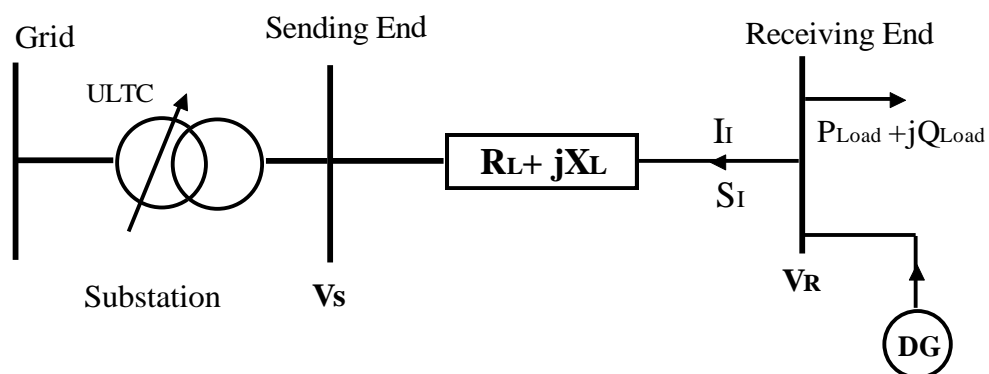 Grid
Sending End
Receiving End
ULTC
RL+ jXL
II
SI
PLoad +jQLoad
Substation
Vs
VR
DG